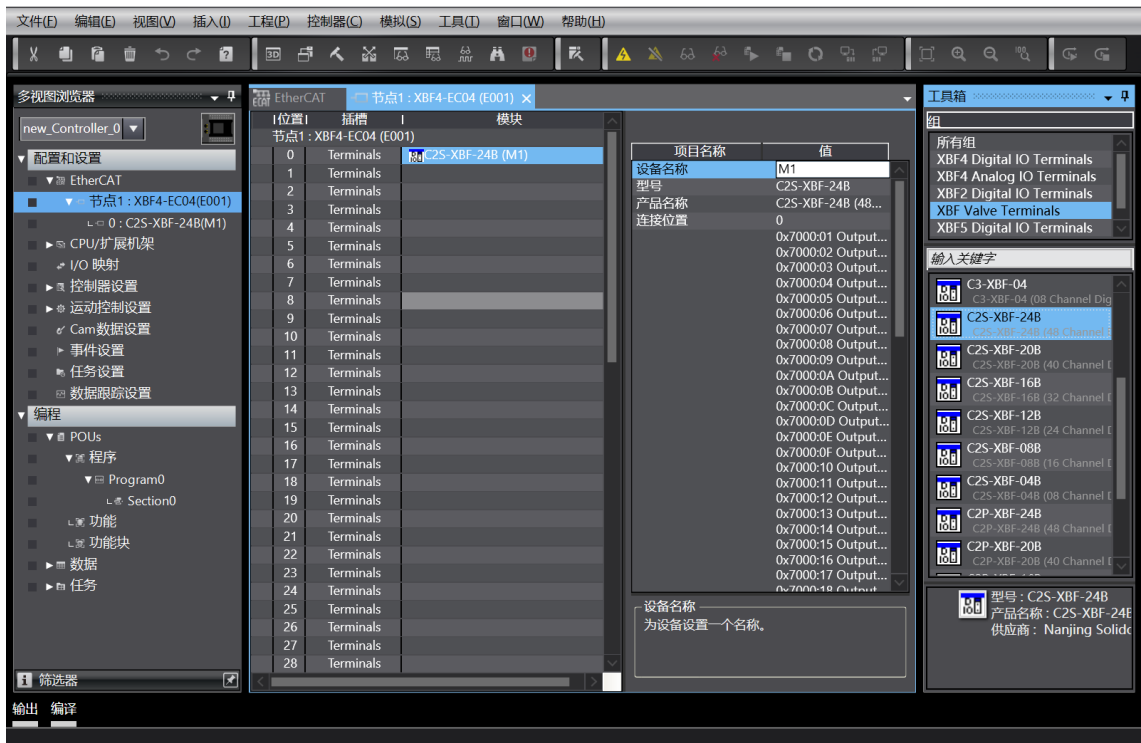 文件(F) 编辑(E) 视图(V) 插入(I) 工程(P) 控制器(C) 模拟(S) 工具(T) 窗口(W) 帮助(H)
多视图浏览器
new_Controller_0
配置和设置
EtherCAT
节点1 : XBF4-EC04(E001)
0 : C2S-XBF-24B(M1)
CPU/扩展机架
I/O 映射
控制器设置
运动控制设置
Cam数据设置
事件设置
任务设置
数据跟踪设置
编程
POUs
程序
Program0
Section0
功能
功能块
数据
任务
筛选器
EtherCAT 节点1 : XBF4-EC04 (E001)
位置 插槽 模块
节点1 : XBF4-EC04 (E001)
0 Terminals C2S-XBF-24B (M1)
1 Terminals
2 Terminals
3 Terminals
4 Terminals
5 Terminals
6 Terminals
7 Terminals
8 Terminals
9 Terminals
10 Terminals
11 Terminals
12 Terminals
13 Terminals
14 Terminals
15 Terminals
16 Terminals
17 Terminals
18 Terminals
19 Terminals
20 Terminals
21 Terminals
22 Terminals
23 Terminals
24 Terminals
25 Terminals
26 Terminals
27 Terminals
28 Terminals
项目名称 值
设备名称 M1
型号 C2S-XBF-24B
产品名称 C2S-XBF-24B (48...
连接位置 0
0x7000:01 Output...
0x7000:02 Output...
0x7000:03 Output...
0x7000:04 Output...
0x7000:05 Output...
0x7000:06 Output...
0x7000:07 Output...
0x7000:08 Output...
0x7000:09 Output...
0x7000:0A Output...
0x7000:0B Output...
0x7000:0C Output...
0x7000:0D Output...
0x7000:0E Output...
0x7000:0F Output...
0x7000:10 Output...
0x7000:11 Output...
0x7000:12 Output...
0x7000:13 Output...
0x7000:14 Output...
0x7000:15 Output...
0x7000:16 Output...
0x7000:17 Output...
0x7000:18 Output...
设备名称
为设备设置一个名称。
工具箱
组
所有组
XBF4 Digital IO Terminals
XBF4 Analog IO Terminals
XBF2 Digital IO Terminals
XBF Valve Terminals
XBF5 Digital IO Terminals
输入关键字
C3-XBF-04
C3-XBF-04 (08 Channel Dig
C2S-XBF-24B
C2S-XBF-24B (48 Channel
C2S-XBF-20B
C2S-XBF-20B (40 Channel D
C2S-XBF-16B
C2S-XBF-16B (32 Channel D
C2S-XBF-12B
C2S-XBF-12B (24 Channel D
C2S-XBF-08B
C2S-XBF-08B (16 Channel D
C2S-XBF-04B
C2S-XBF-04B (08 Channel D
C2P-XBF-24B
C2P-XBF-24B (48 Channel D
C2P-XBF-20B
C2P-XBF-20B (40 Channel D
型号 : C2S-XBF-24B
产品名称 : C2S-XBF-24B
供应商 : Nanjing Solido
输出 编译